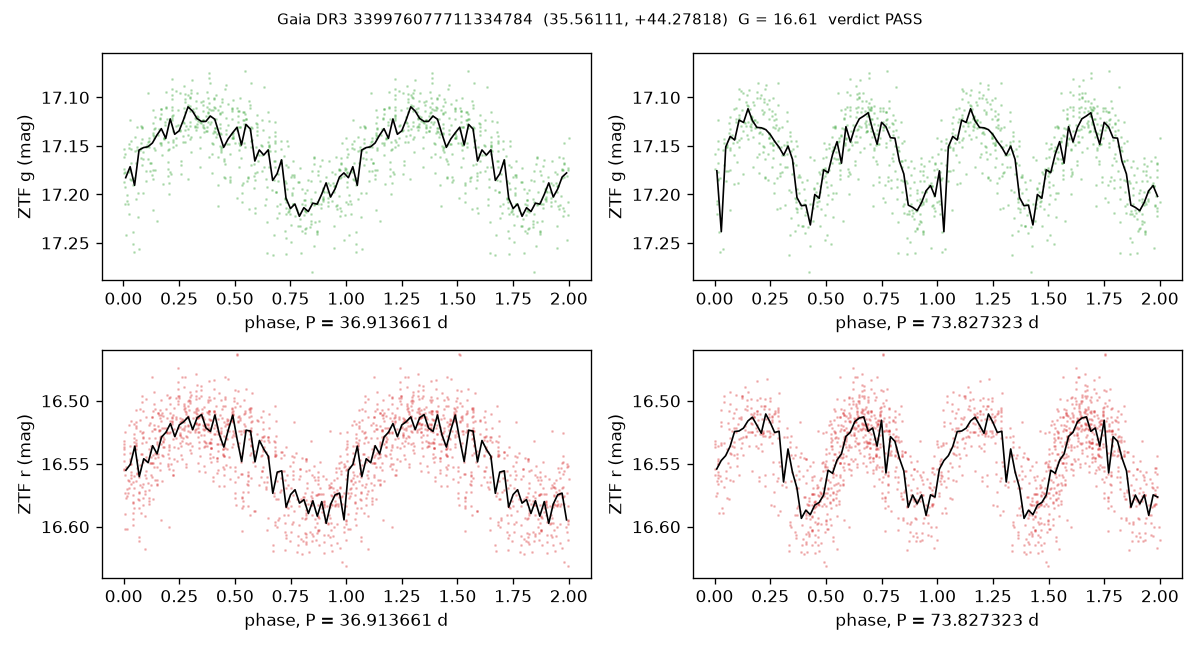 Gaia DR3 339976077711334784  (35.56111, +44.27818)  G = 16.61  verdict PASS
ZTF g (mag)
17.10
17.15
17.20
17.25
0.00 0.25 0.50 0.75 1.00 1.25 1.50 1.75 2.00
phase, P = 36.913661 d
ZTF g (mag)
17.10
17.15
17.20
17.25
0.00 0.25 0.50 0.75 1.00 1.25 1.50 1.75 2.00
phase, P = 73.827323 d
ZTF r (mag)
16.50
16.55
16.60
0.00 0.25 0.50 0.75 1.00 1.25 1.50 1.75 2.00
phase, P = 36.913661 d
ZTF r (mag)
16.50
16.55
16.60
0.00 0.25 0.50 0.75 1.00 1.25 1.50 1.75 2.00
phase, P = 73.827323 d